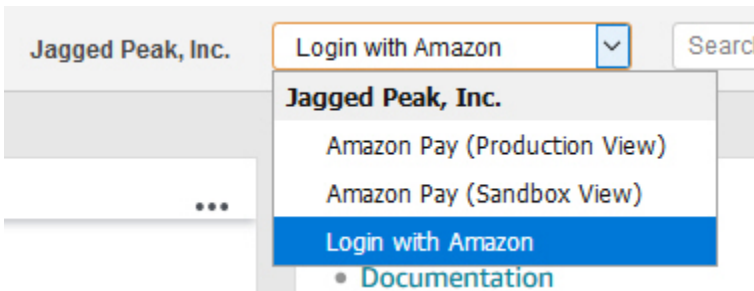 Jagged Peak, Inc.
Login with Amazon
Searc
Jagged Peak, Inc.
Amazon Pay (Production View)
Amazon Pay (Sandbox View)
Login with Amazon
Documentation